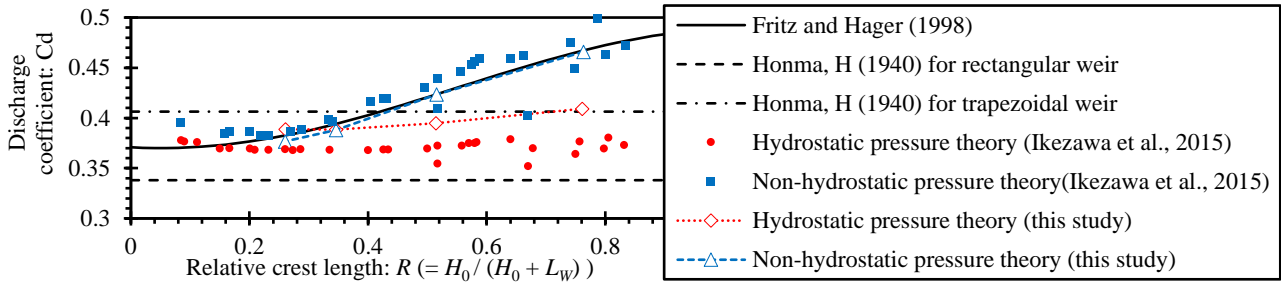 Discharge
coefficient: Cd
0.5
0.45
0.4
0.35
0.3
0
0.2
0.4
0.6
0.8
Relative crest length: R (= H0 / (H0 + LW) )
Fritz and Hager (1998)
Honma, H (1940) for rectangular weir
Honma, H (1940) for trapezoidal weir
Hydrostatic pressure theory (Ikezawa et al., 2015)
Non-hydrostatic pressure theory(Ikezawa et al., 2015)
Hydrostatic pressure theory (this study)
Non-hydrostatic pressure theory (this study)